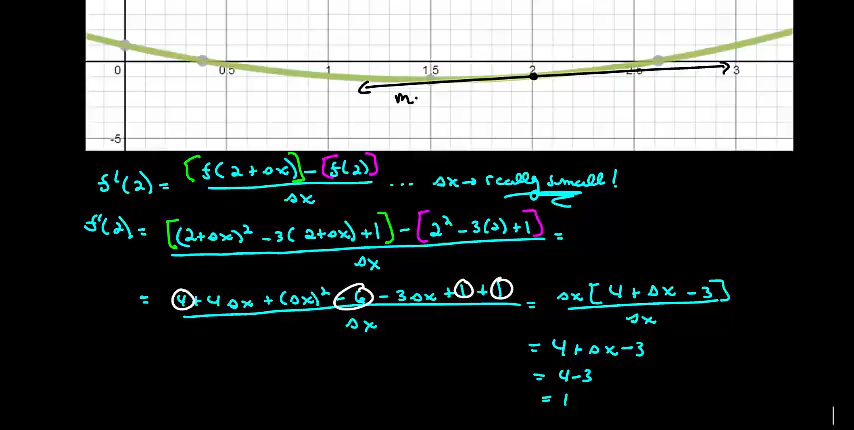 0 0.5 1 1.5 2 2.5 3
m.
-5
f'(2) = [f(2+Δx)] - [f(2)] / Δx ... Δx → really small!
f'(2) = [(2+Δx)² - 3(2+Δx) + 1] - [2² - 3(2) + 1] / Δx =
= 4 + 4Δx + (Δx)² - 6 - 3Δx + 1 + 1 / Δx = Δx[4 + Δx - 3] / Δx
= 4 + Δx - 3
= 4 - 3
= 1